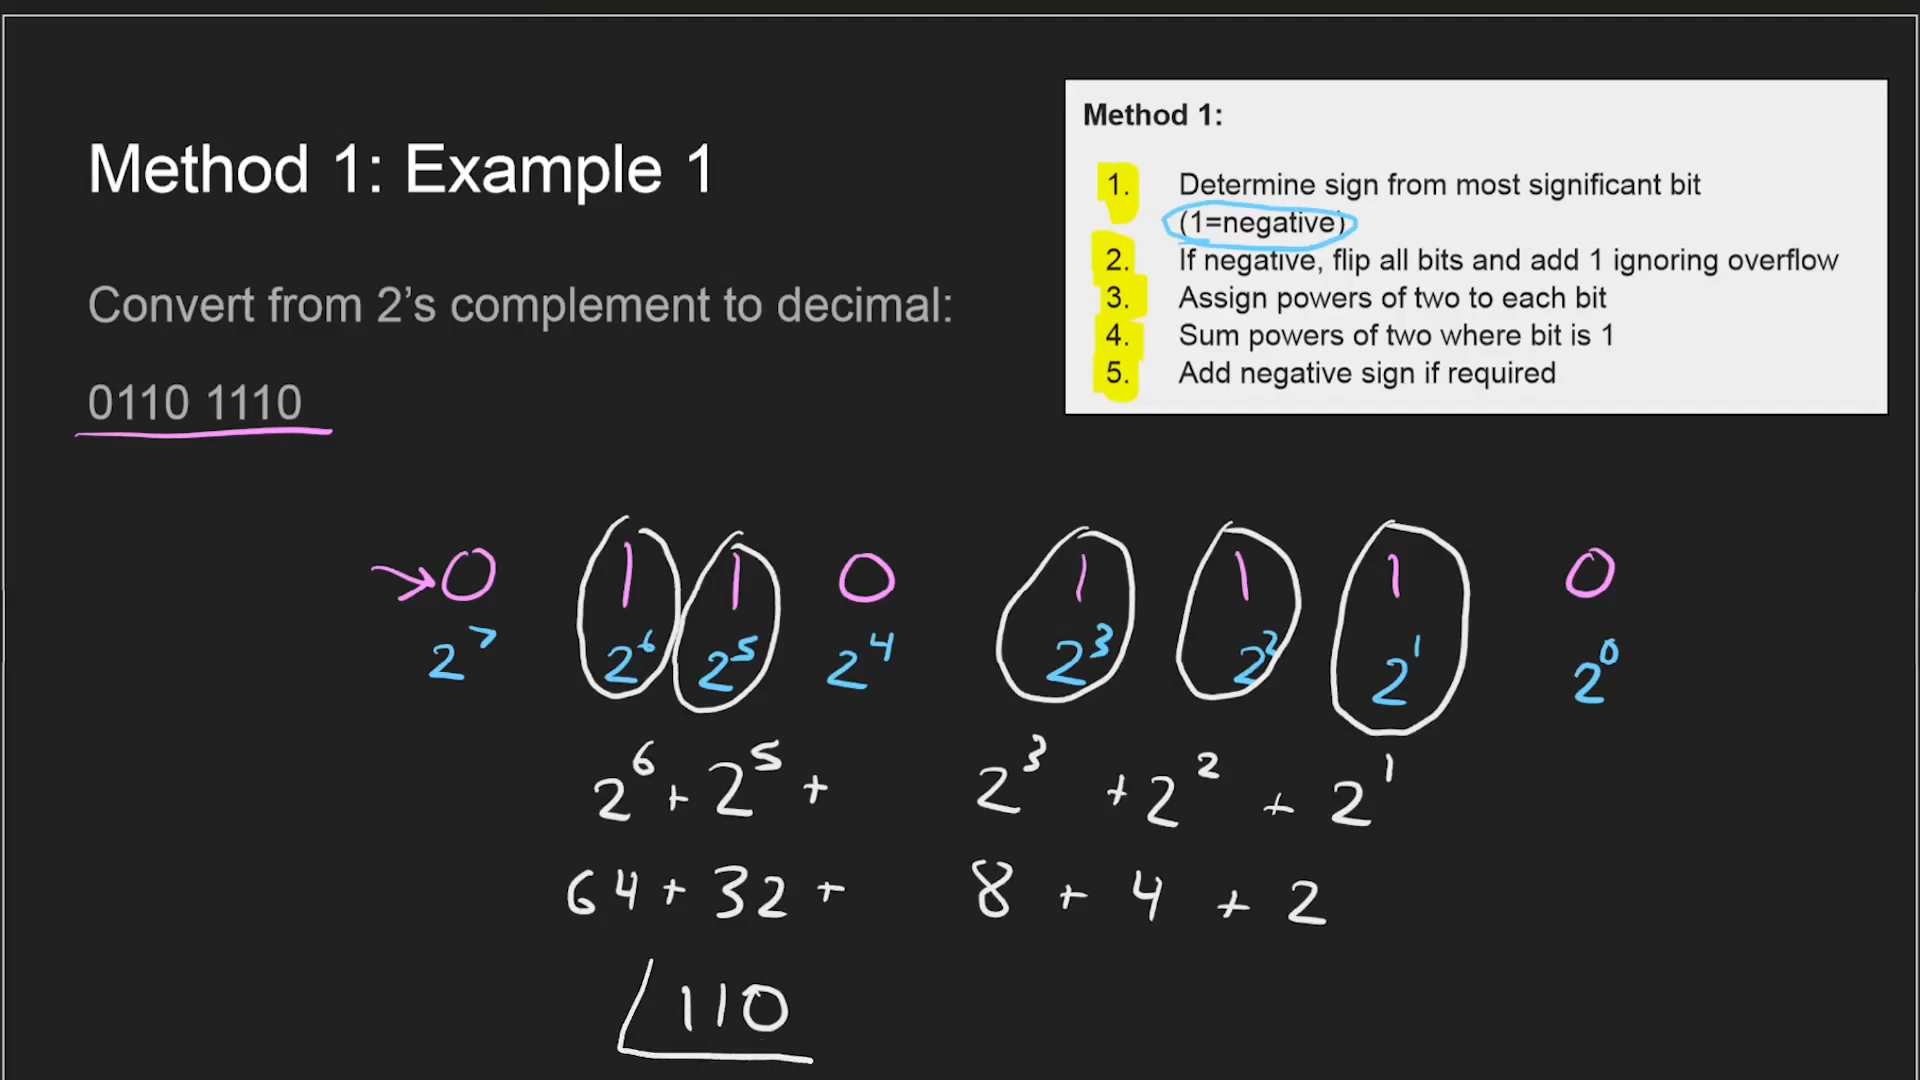 Method 1: Example 1
Convert from 2's complement to decimal:
0110 1110
Method 1:
1. Determine sign from most significant bit
(1=negative)
2. If negative, flip all bits and add 1 ignoring overflow
3. Assign powers of two to each bit
4. Sum powers of two where bit is 1
5. Add negative sign if required
→0 1 1 0 1 1 1 0
2⁷ 2⁶ 2⁵ 2⁴ 2³ 2² 2¹ 2⁰
2⁶ + 2⁵ + 2³ + 2² + 2¹
64 + 32 + 8 + 4 + 2
110